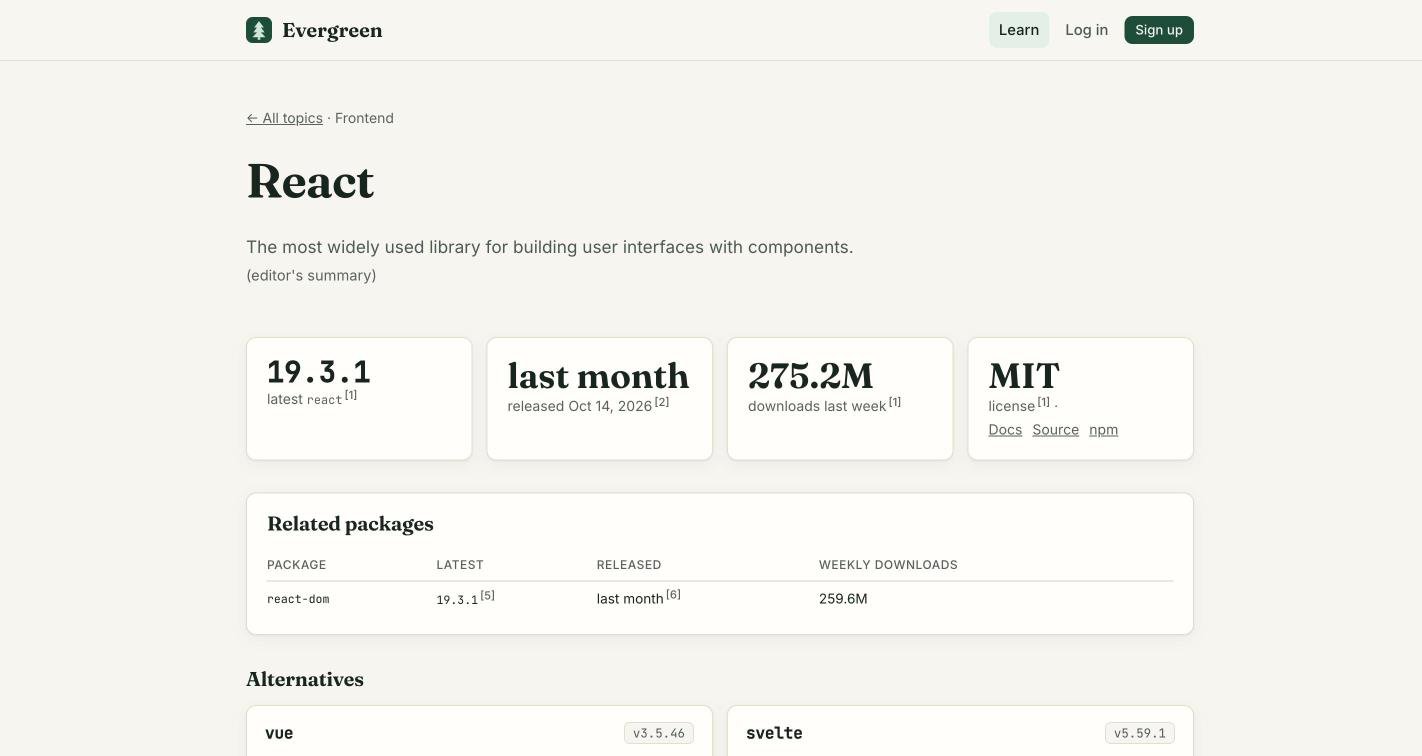 Evergreen
Learn
Log in
Sign up
← All topics · Frontend
React
The most widely used library for building user interfaces with components.
(editor's summary)
19.3.1
latest react[1]
last month
released Oct 14, 2026[2]
275.2M
downloads last week[1]
MIT
license[1] ·
Docs Source npm
Related packages
PACKAGE LATEST RELEASED WEEKLY DOWNLOADS
react-dom 19.3.1[5] last month[6] 259.6M
Alternatives
vue v3.5.46
svelte v5.59.1